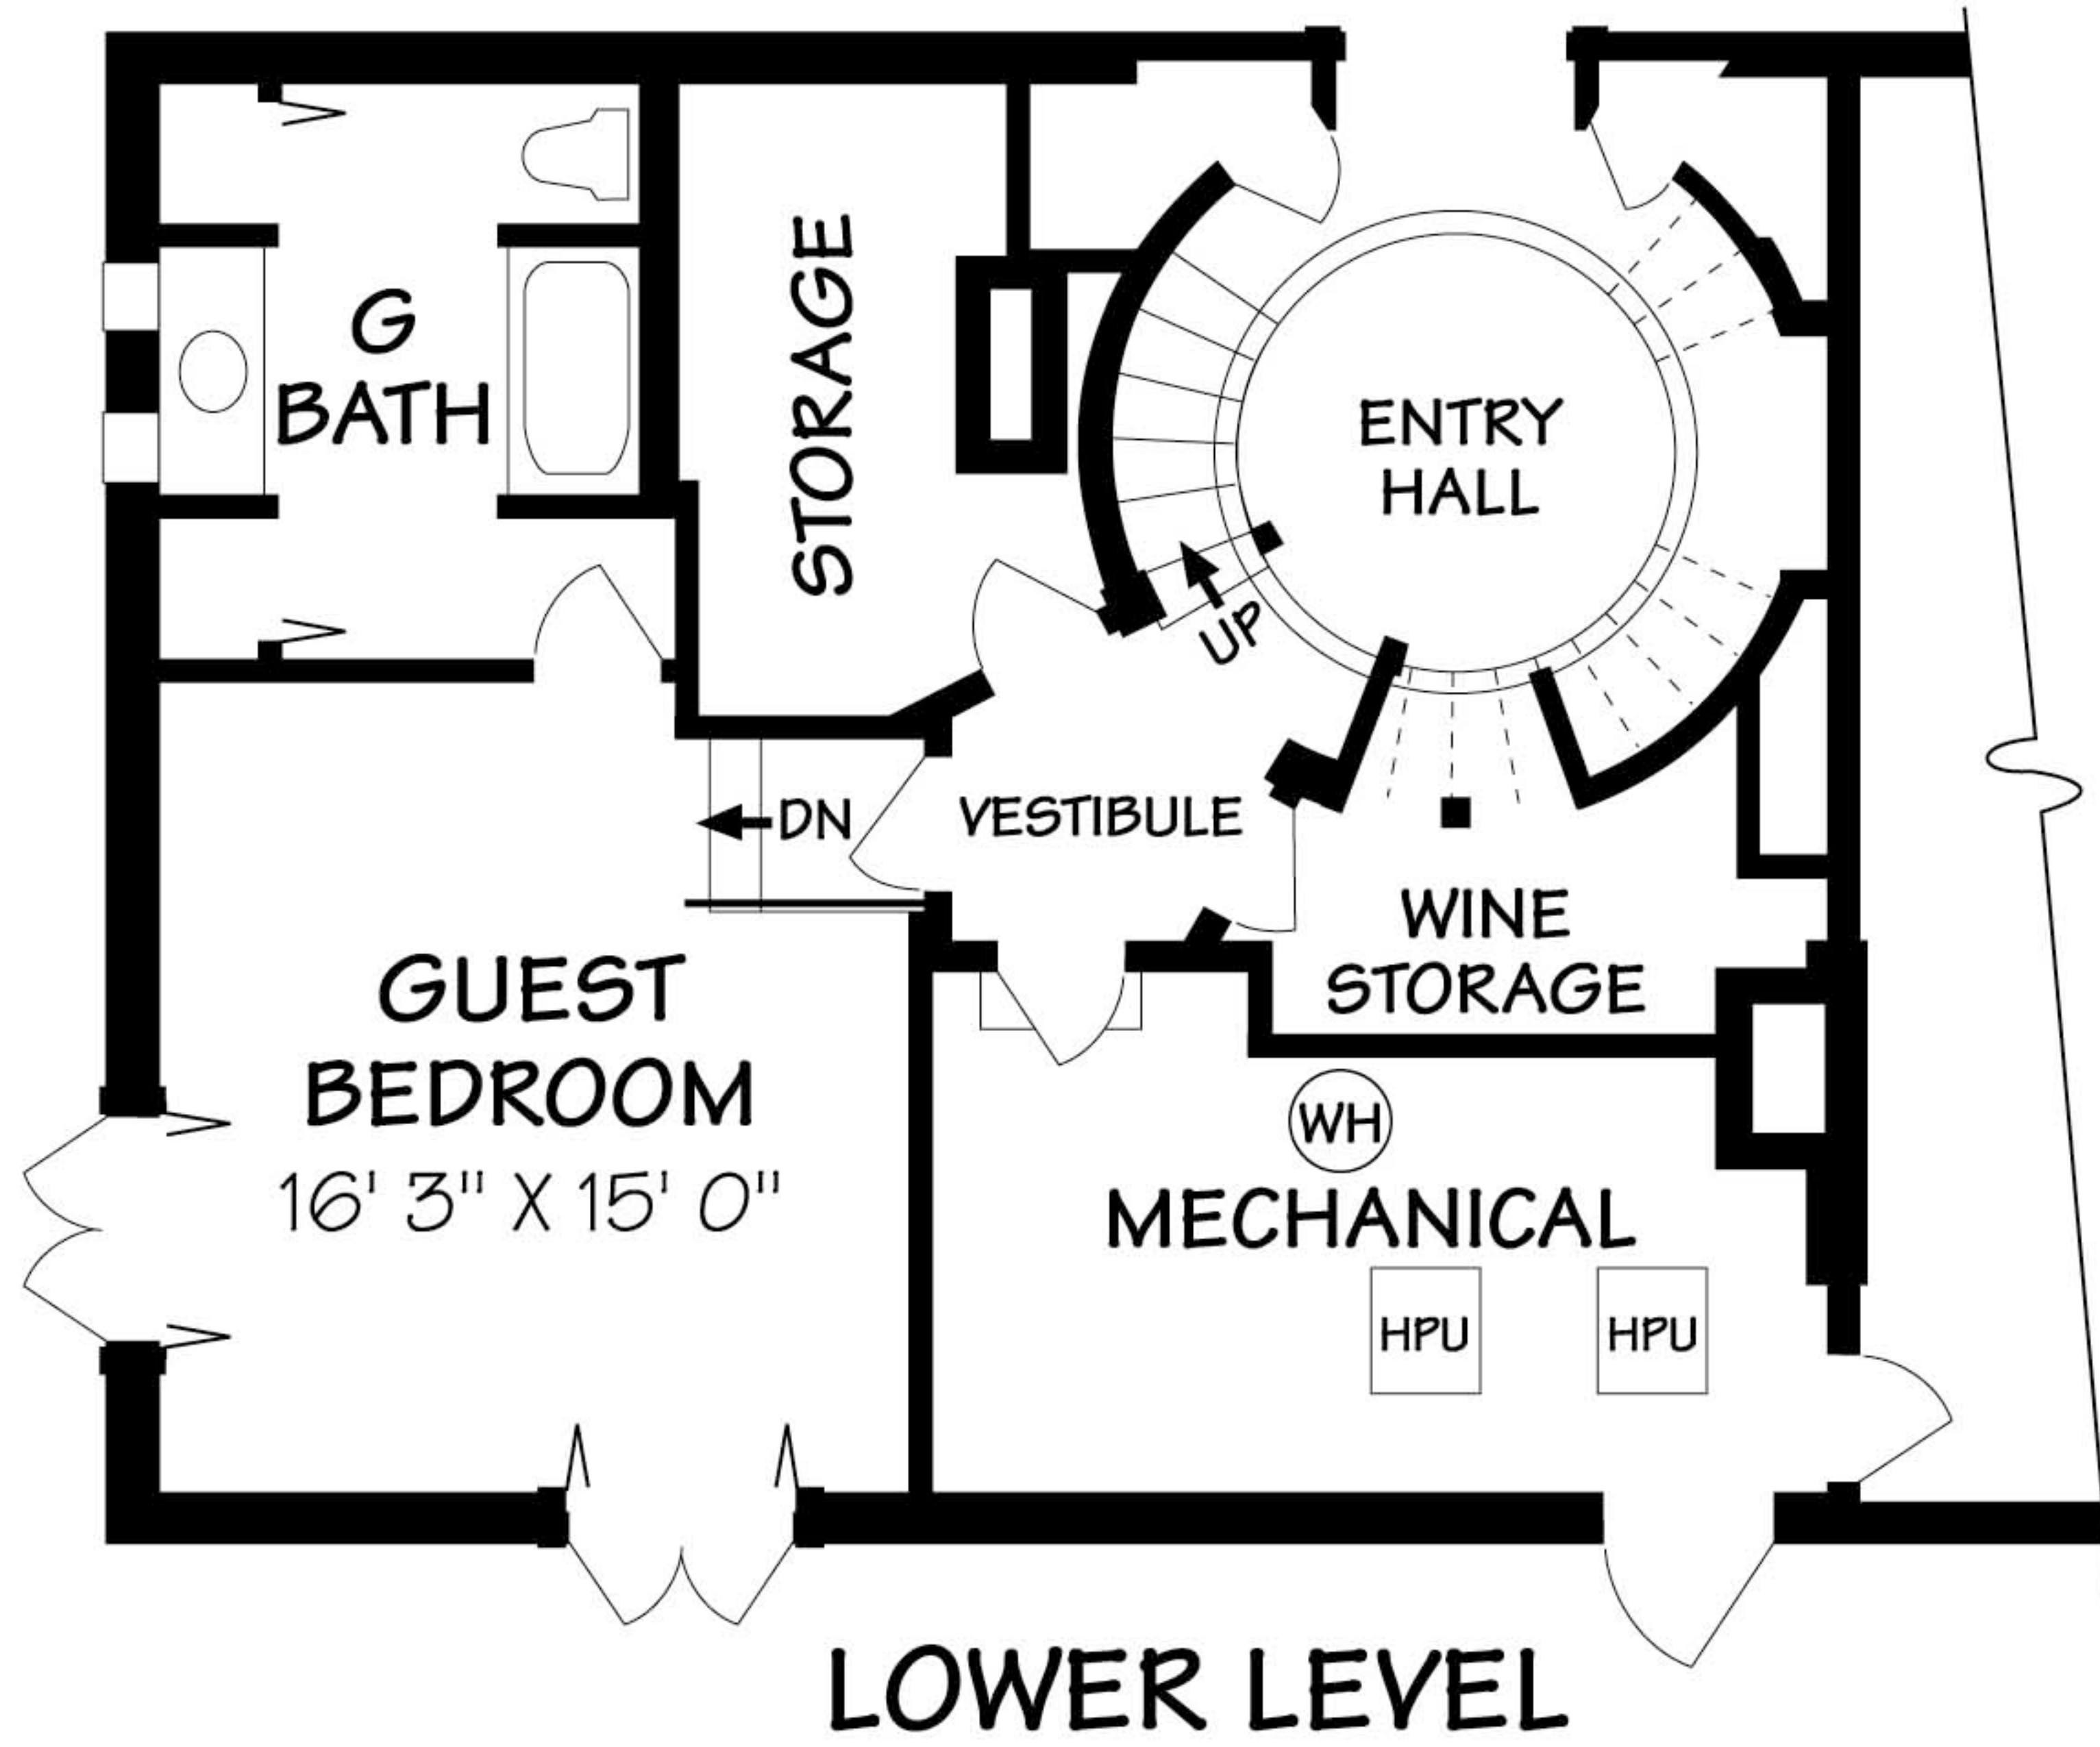 G
BATH
STORAGE
ENTRY
HALL
UP
DN
VESTIBULE
WINE
STORAGE
GUEST
BEDROOM
16' 3" X 15' 0"
WH
MECHANICAL
HPU
HPU
LOWER LEVEL